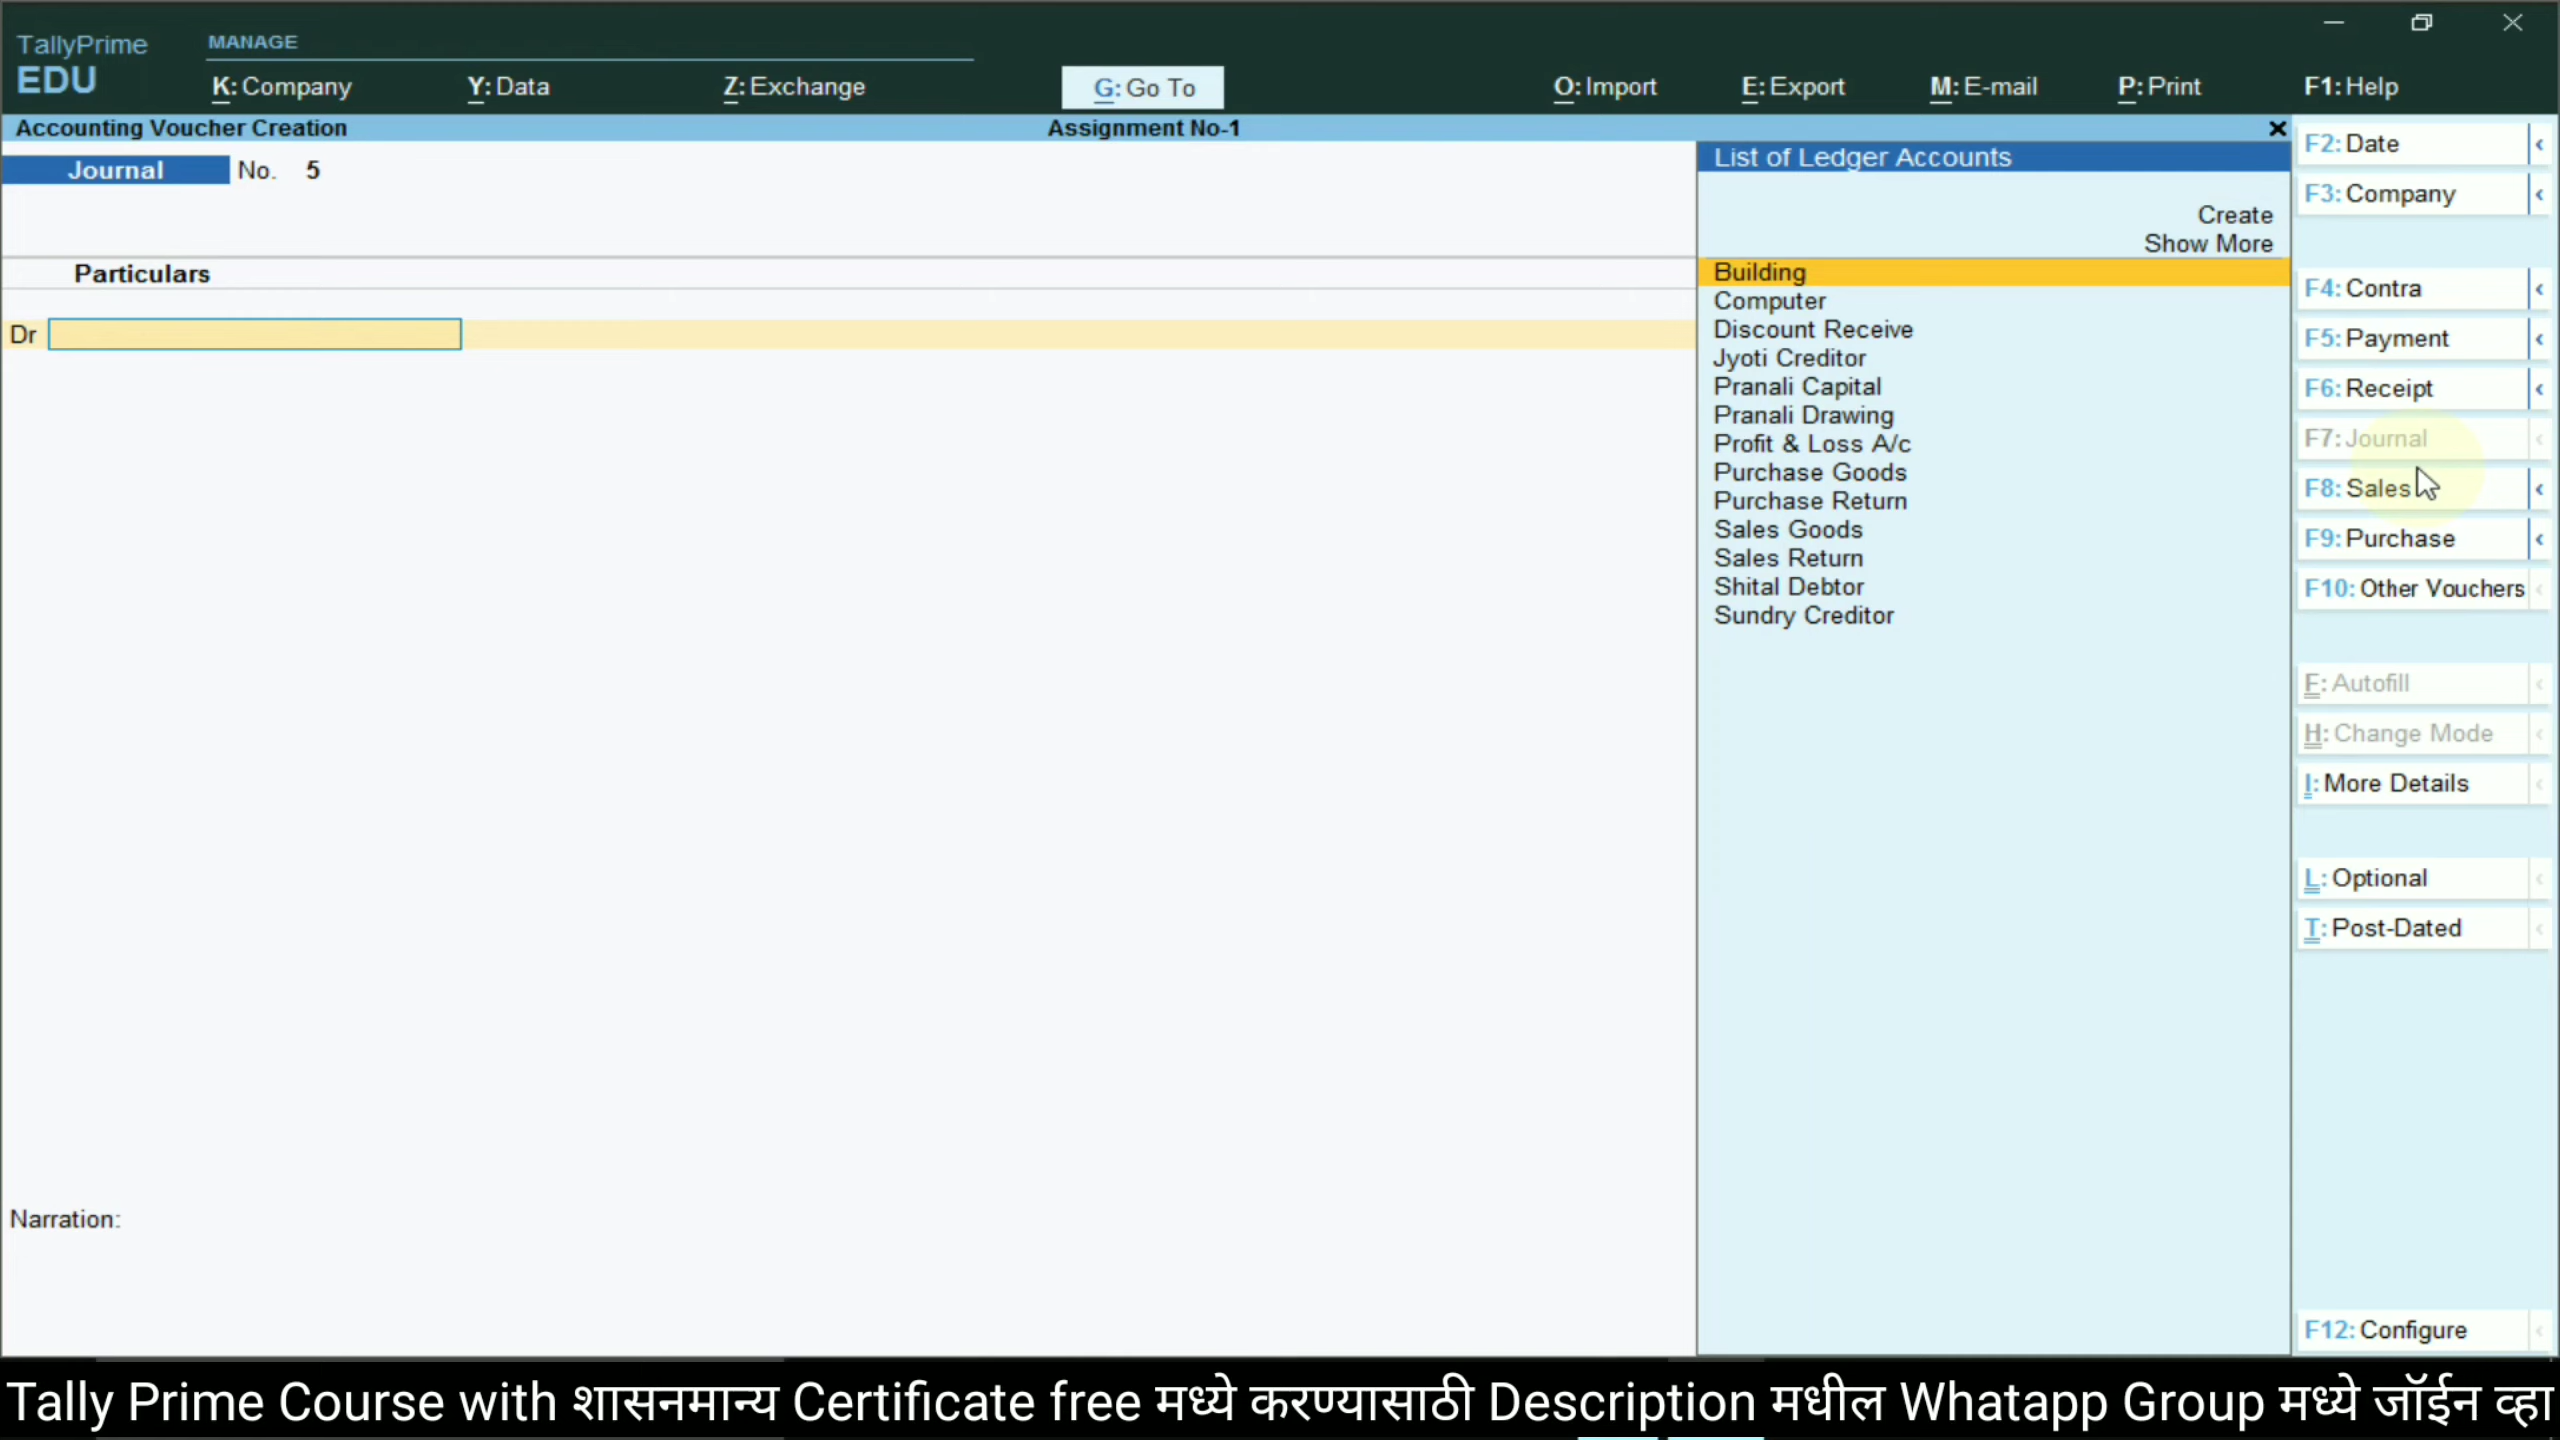 TallyPrime
EDU
MANAGE
K: Company
Y: Data
Z: Exchange
G: Go To
O: Import
E: Export
M: E-mail
P: Print
F1: Help
Accounting Voucher Creation
Assignment No-1
Journal No. 5
Particulars
Dr
Narration:
List of Ledger Accounts
Create
Show More
Building
Computer
Discount Receive
Jyoti Creditor
Pranali Capital
Pranali Drawing
Profit & Loss A/c
Purchase Goods
Purchase Return
Sales Goods
Sales Return
Shital Debtor
Sundry Creditor
F2: Date
F3: Company
F4: Contra
F5: Payment
F6: Receipt
F7: Journal
F8: Sales
F9: Purchase
F10: Other Vouchers
F: Autofill
H: Change Mode
I: More Details
L: Optional
T: Post-Dated
F12: Configure
Tally Prime Course with शासनमान्य Certificate free मध्ये करण्यासाठी Description मधील Whatapp Group मध्ये जॉईन व्हा